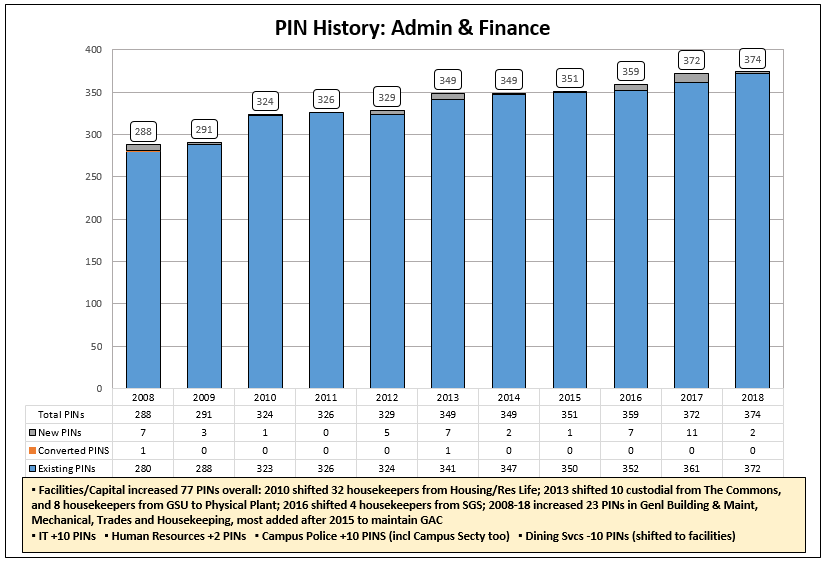 PIN History: Admin & Finance
400
350
300
250
200
150
100
50
0
288
291
324
326
329
349
349
351
359
372
374
2008 2009 2010 2011 2012 2013 2014 2015 2016 2017 2018
Total PINs 288 291 324 326 329 349 349 351 359 372 374
New PINs 7 3 1 0 5 7 2 1 7 11 2
Converted PINS 1 0 0 0 0 1 0 0 0 0 0
Existing PINs 280 288 323 326 324 341 347 350 352 361 372
▪ Facilities/Capital increased 77 PINs overall: 2010 shifted 32 housekeepers from Housing/Res Life; 2013 shifted 10 custodial from The Commons,
and 8 housekeepers from GSU to Physical Plant; 2016 shifted 4 housekeepers from SGS; 2008-18 increased 23 PINs in Genl Building & Maint,
Mechanical, Trades and Housekeeping, most added after 2015 to maintain GAC
▪ IT +10 PINs ▪ Human Resources +2 PINs ▪ Campus Police +10 PINS (incl Campus Secty too) ▪ Dining Svcs -10 PINs (shifted to facilities)